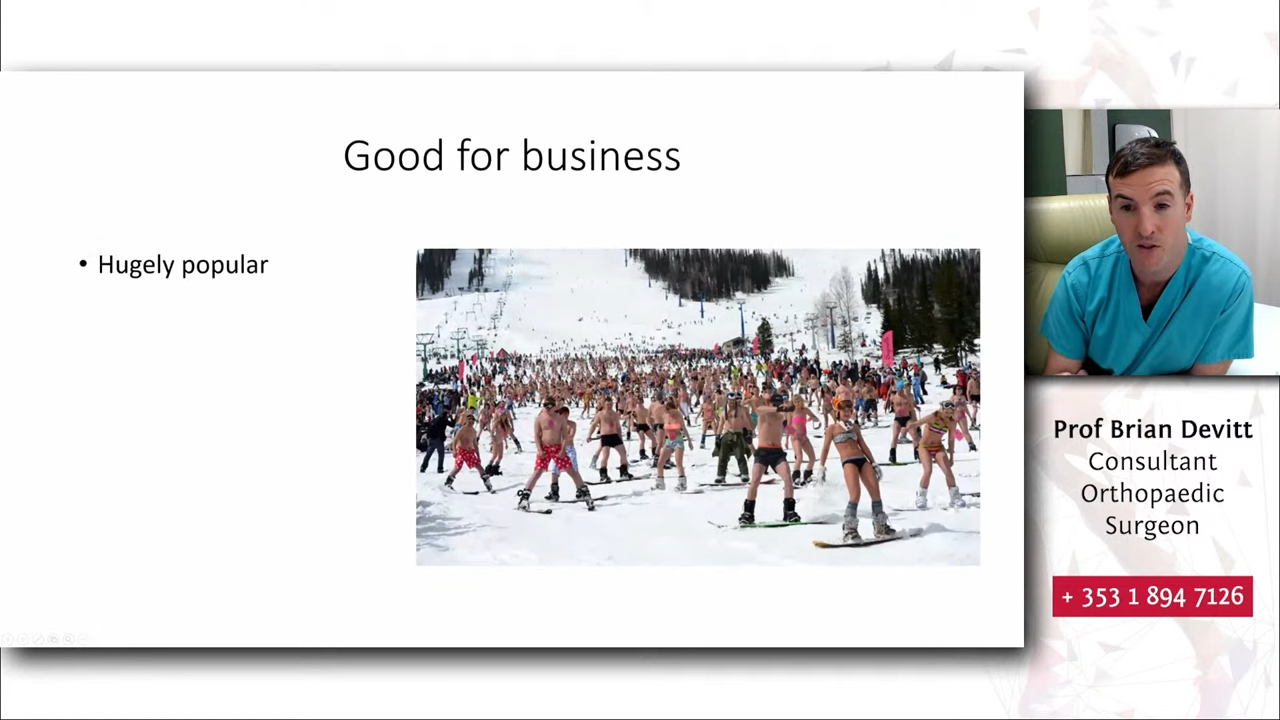 Good for business
• Hugely popular
Prof Brian Devitt
Consultant
Orthopaedic
Surgeon
+ 353 1 894 7126